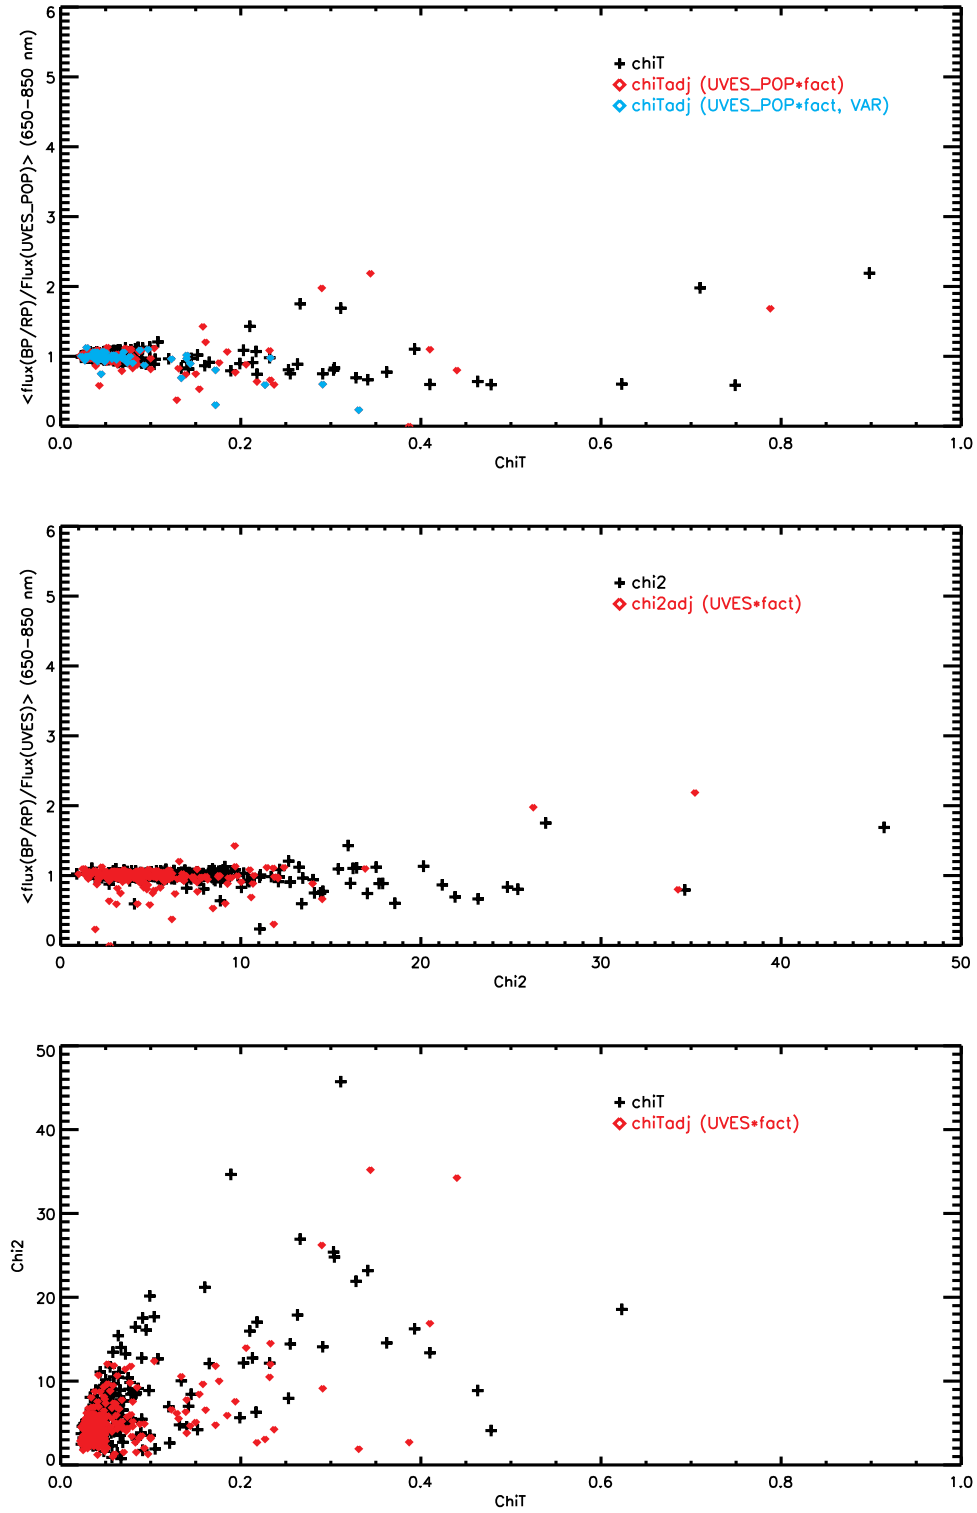 <flux(BP/RP)/Flux(UVES_POP)> (650-850 nm)
6
5
4
3
2
1
0
+ chiT
◇ chiTadj (UVES_POP*fact)
◇ chiTadj (UVES_POP*fact, VAR)
0.0 0.2 0.4 0.6 0.8 1.0
ChiT
<flux(BP/RP)/Flux(UVES)> (650-850 nm)
6
5
4
3
2
1
0
+ chi2
◇ chi2adj (UVES*fact)
0 10 20 30 40 50
Chi2
Chi2
50
40
30
20
10
0
+ chiT
◇ chiTadj (UVES*fact)
0.0 0.2 0.4 0.6 0.8 1.0
ChiT